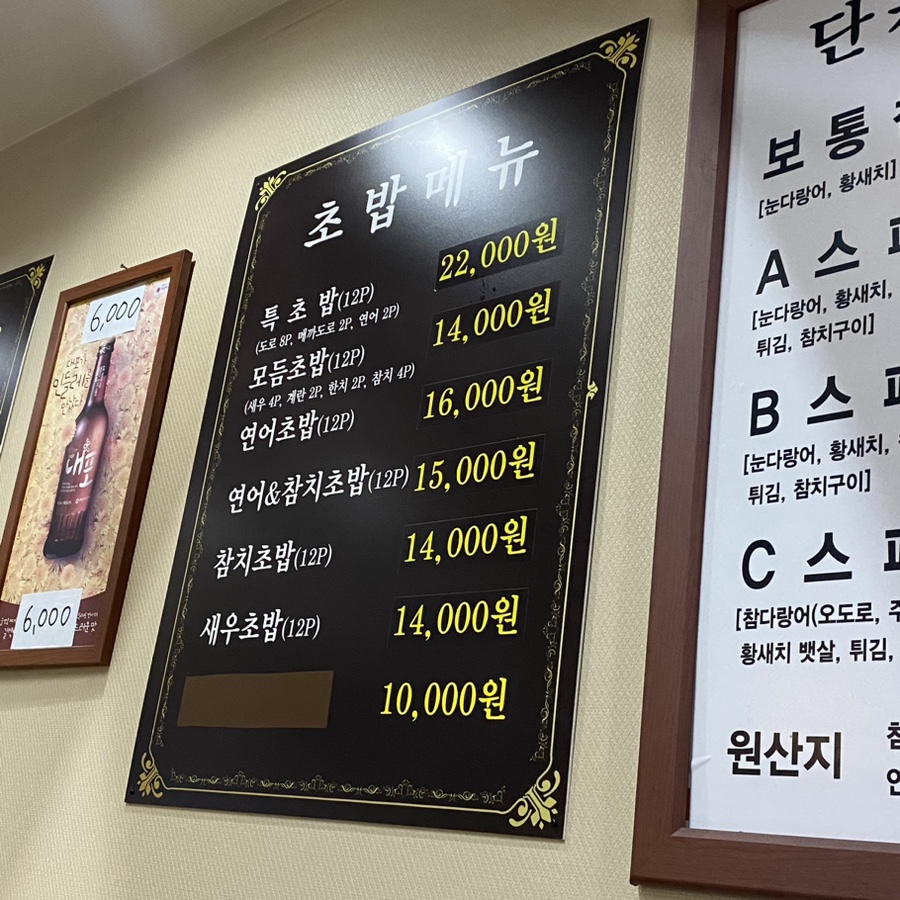 초밥메뉴
특 초 밥(12P) 22,000원
(도로 8P, 메까도로 2P, 연어 2P)
모듬초밥(12P) 14,000원
(새우 4P, 계란 2P, 한치 2P, 참치 4P)
연어초밥(12P) 16,000원
연어&참치초밥(12P) 15,000원
참치초밥(12P) 14,000원
새우초밥(12P) 14,000원
10,000원
6,000
대포
6,000
단
보 통
[눈다랑어, 황새치]
A 스
[눈다랑어, 황새치,
튀김, 참치구이]
B 스
[눈다랑어, 황새치,
튀김, 참치구이]
C 스
[참다랑어(오도로,
황새치 뱃살, 튀김,
원산지